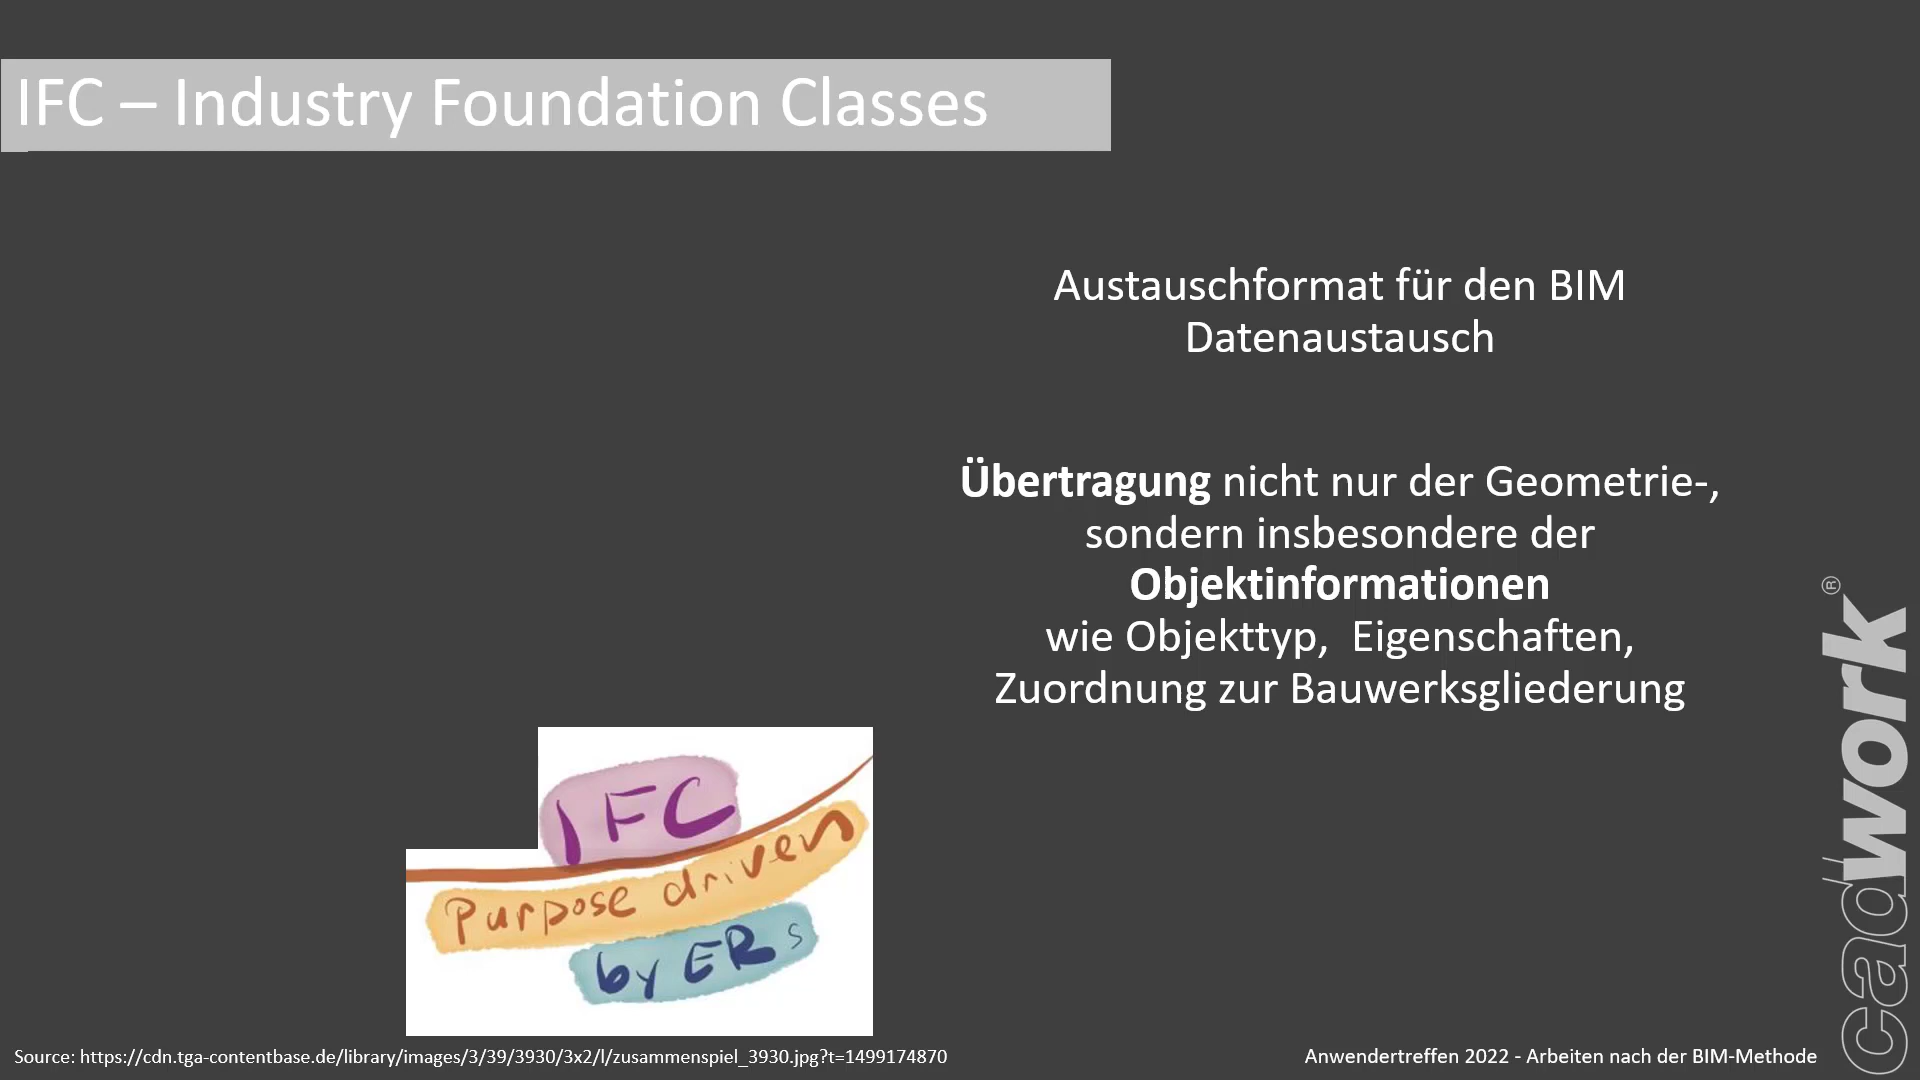 IFC – Industry Foundation Classes
Austauschformat für den BIM
Datenaustausch
Übertragung nicht nur der Geometrie-,
sondern insbesondere der
Objektinformationen
wie Objekttyp, Eigenschaften,
Zuordnung zur Bauwerksgliederung
IFC
Purpose driven
by ERs
Source: https://cdn.tga-contentbase.de/library/images/3/39/3930/3x2/l/zusammenspiel_3930.jpg?t=1499174870
Anwendertreffen 2022 - Arbeiten nach der BIM-Methode
cadwork®